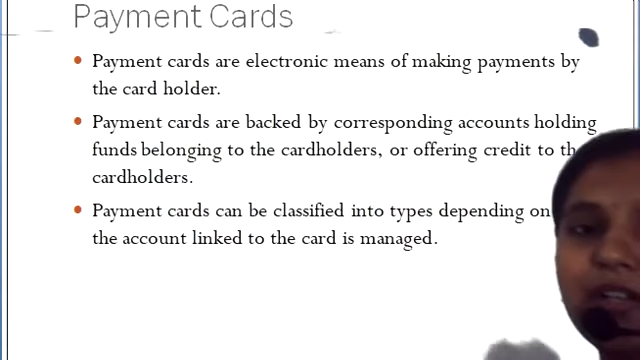 Payment Cards
• Payment cards are electronic means of making payments by
the card holder.
• Payment cards are backed by corresponding accounts holding
funds belonging to the cardholders, or offering credit to
cardholders.
• Payment cards can be classified into types depending on
the account linked to the card is managed.